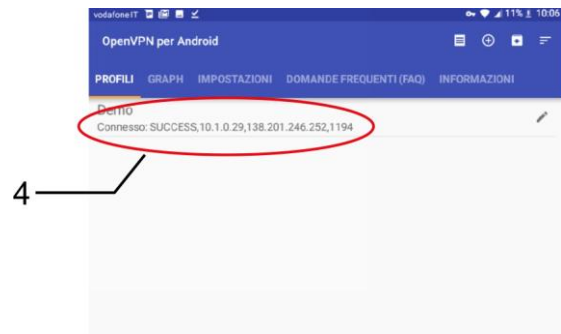 vodafone IT 11% 10:06
OpenVPN per Android
PROFILI GRAPH IMPOSTAZIONI DOMANDE FREQUENTI (FAQ) INFORMAZIONI
Demo
Connesso: SUCCESS,10.1.0.29,138.201.246.252,1194
4